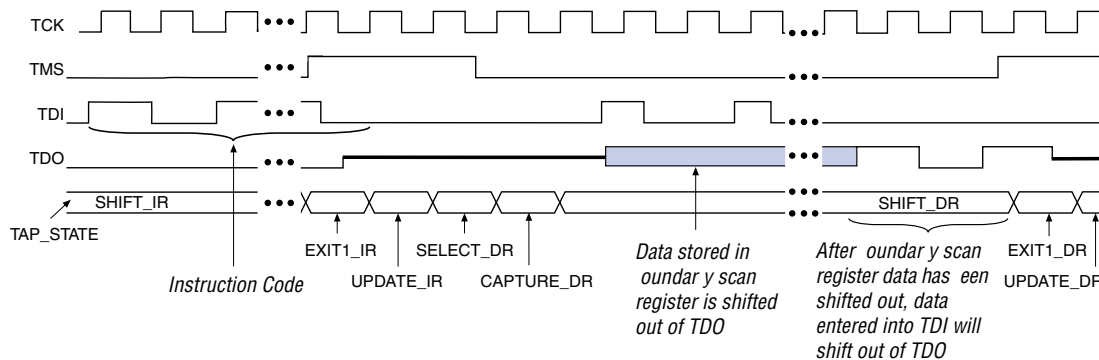 TCK
TMS
TDI
TDO
SHIFT_IR
SHIFT_DR
TAP_STATE
EXIT1_IR
SELECT_DR
EXIT1_DR
UPDATE_IR
CAPTURE_DR
UPDATE_DR
Instruction Code
Data stored in
oundar y scan
register is shifted
out of TDO
After oundar y scan
register data has een
shifted out, data
entered into TDI will
shift out of TDO